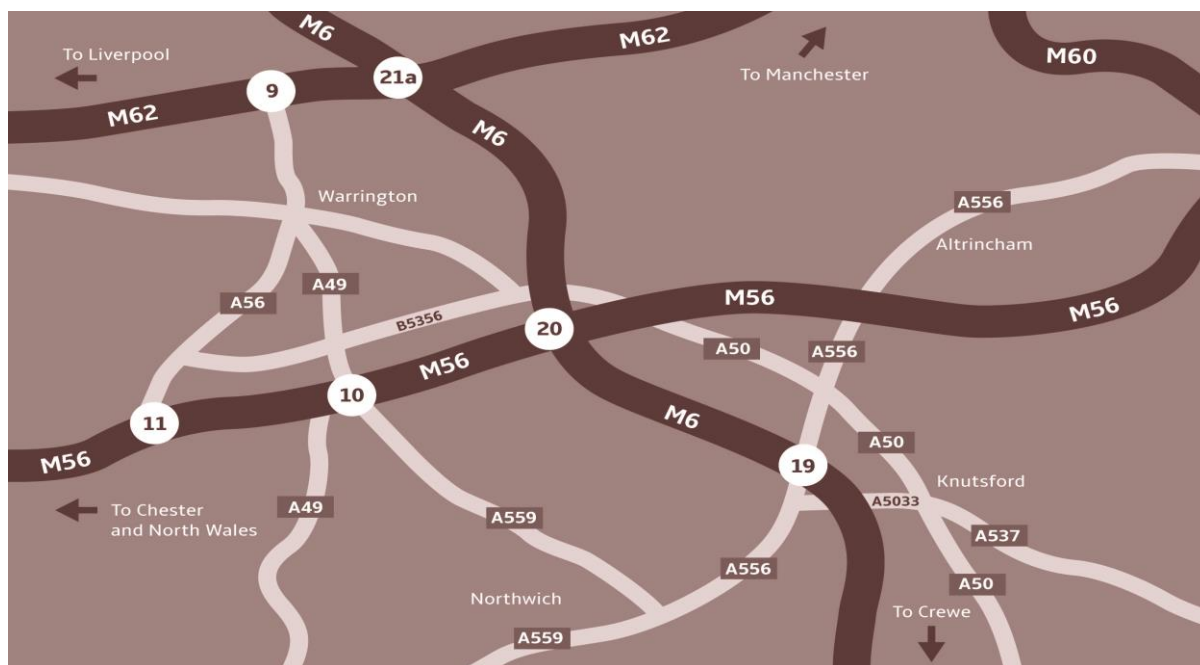 M6
M62
M60
To Liverpool
To Manchester
9
21a
M62
M6
Warrington
A556
Altrincham
A56
A49
B5356
M56
M56
20
A50
A556
M56
10
11
M6
A50
M56
19
Knutsford
A5033
To Chester
and North Wales
A49
A559
A537
A556
A50
Northwich
To Crewe
A559